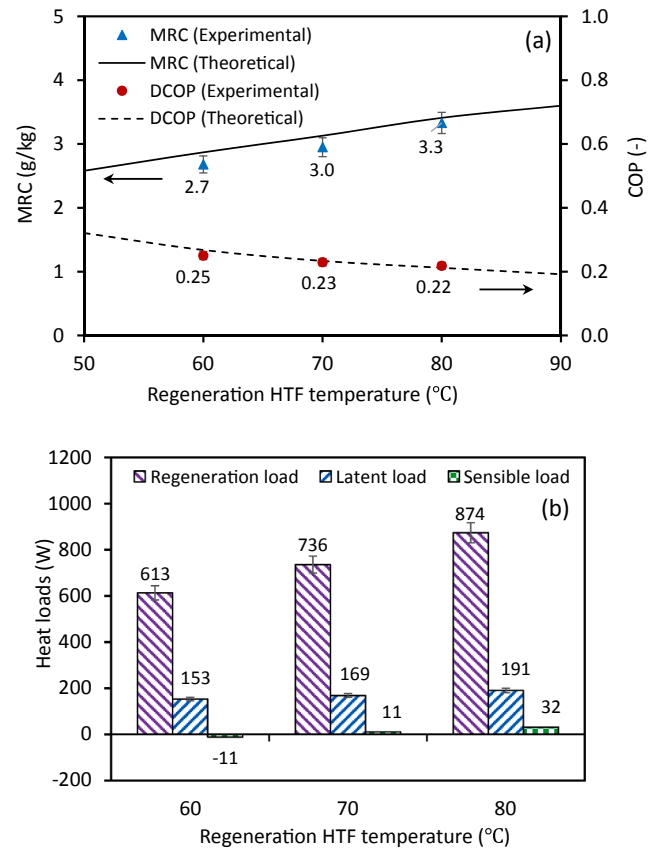 5 1.0
MRC (Experimental) (a)
MRC (Theoretical)
4 0.8
DCOP (Experimental)
DCOP (Theoretical)
3 0.6
3.3
3.0
2.7
MRC (g/kg) COP (-)
2 0.4
1 0.2
0.25 0.23 0.22
0 0.0
50 60 70 80 90
Regeneration HTF temperature (℃)
1200
Regeneration load Latent load Sensible load
1000 (b)
874
800
736
613
600
Heat loads (W)
400
153 169 191
200
11 32
0
-11
-200
60 70 80
Regeneration HTF temperature (℃)